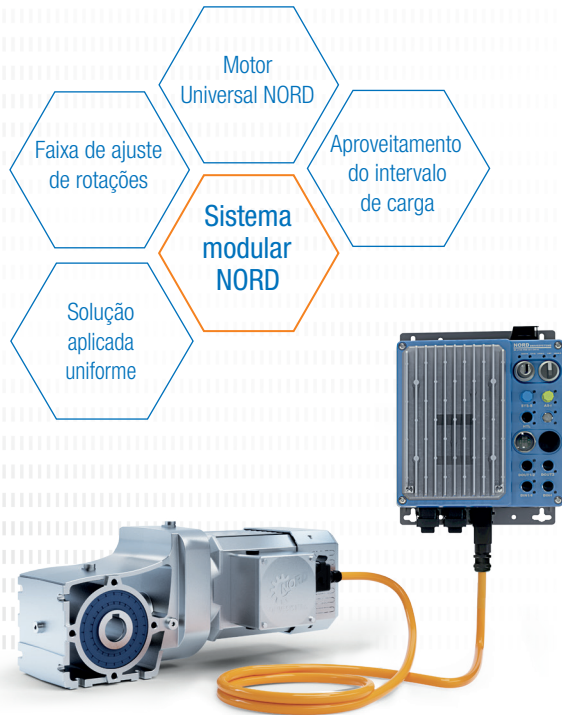 Motor
Universal NORD
Faixa de ajuste
de rotações
Aproveitamento
do intervalo
de carga
Sistema
modular
NORD
Solução
aplicada
uniforme
NORD